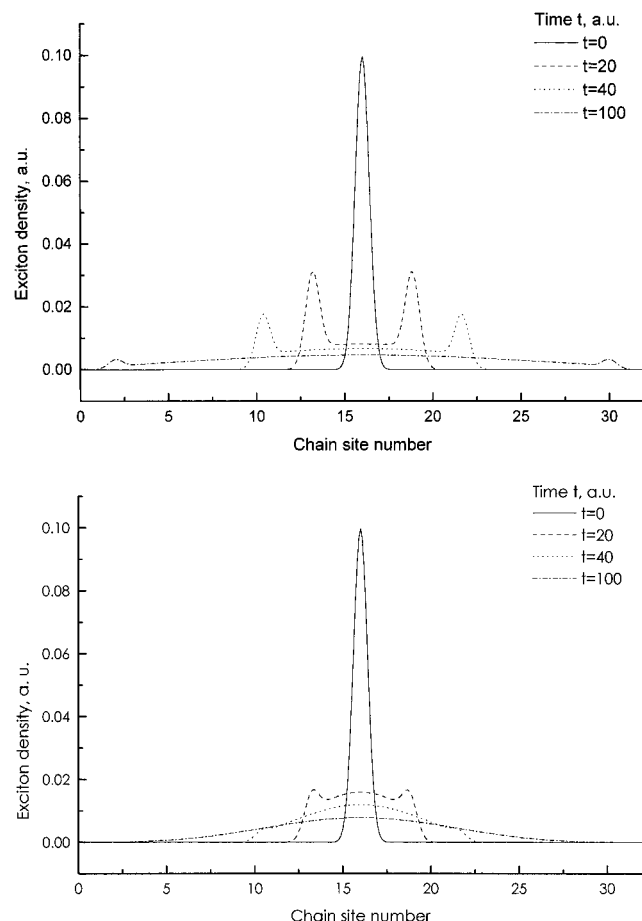 Time t, a.u.
t=0
t=20
t=40
t=100
0.10
0.08
0.06
0.04
0.02
0.00
Exciton density, a.u.
0 5 10 15 20 25 30
Chain site number
Time t, a.u.
t=0
t=20
t=40
t=100
0.10
0.08
0.06
0.04
0.02
0.00
Exciton density, a. u.
0 5 10 15 20 25 30
Chain site number